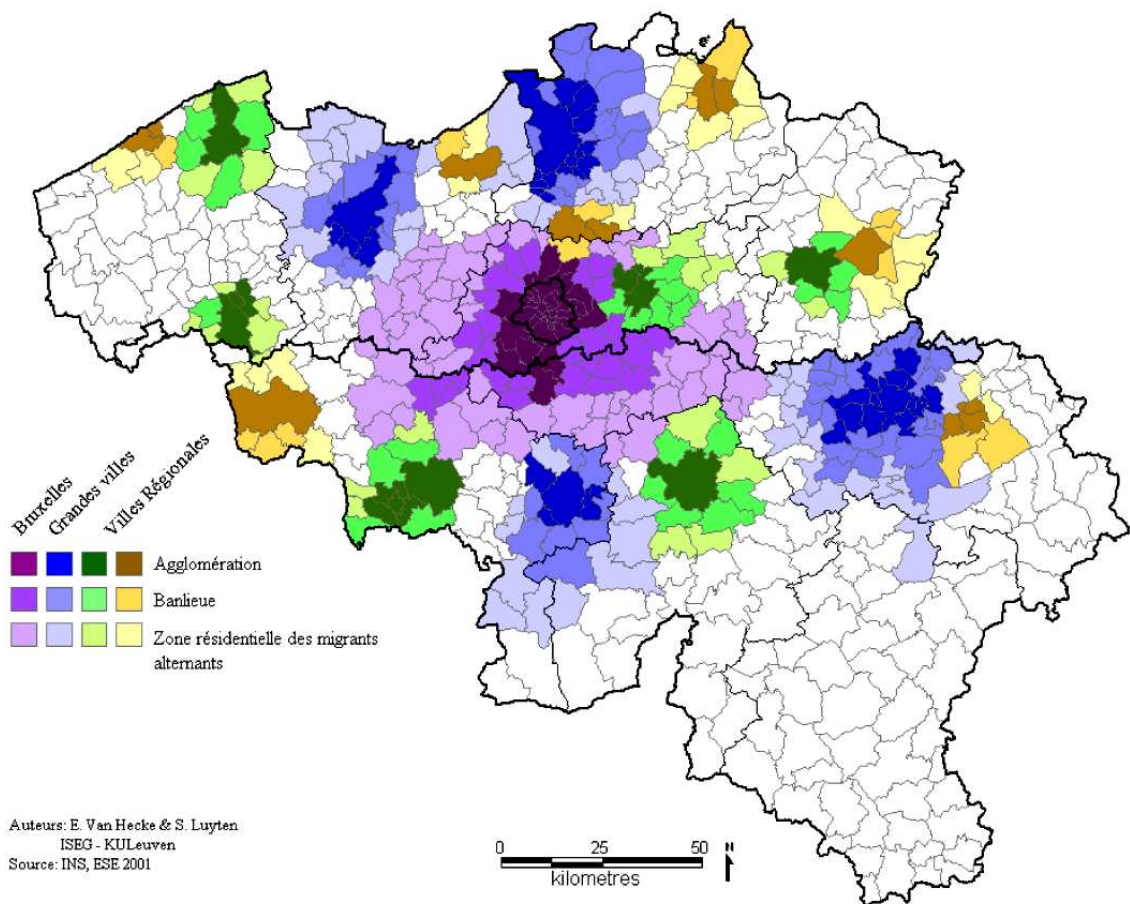 Bruxelles
Grandes villes
Villes Régionales
Agglomération
Banlieue
Zone résidentielle des migrants
alternants
Auteurs: E. Van Hecke & S. Luyten
ISEG - KULeuven
Source: INS, ESE 2001
0 25 50
kilometres
N